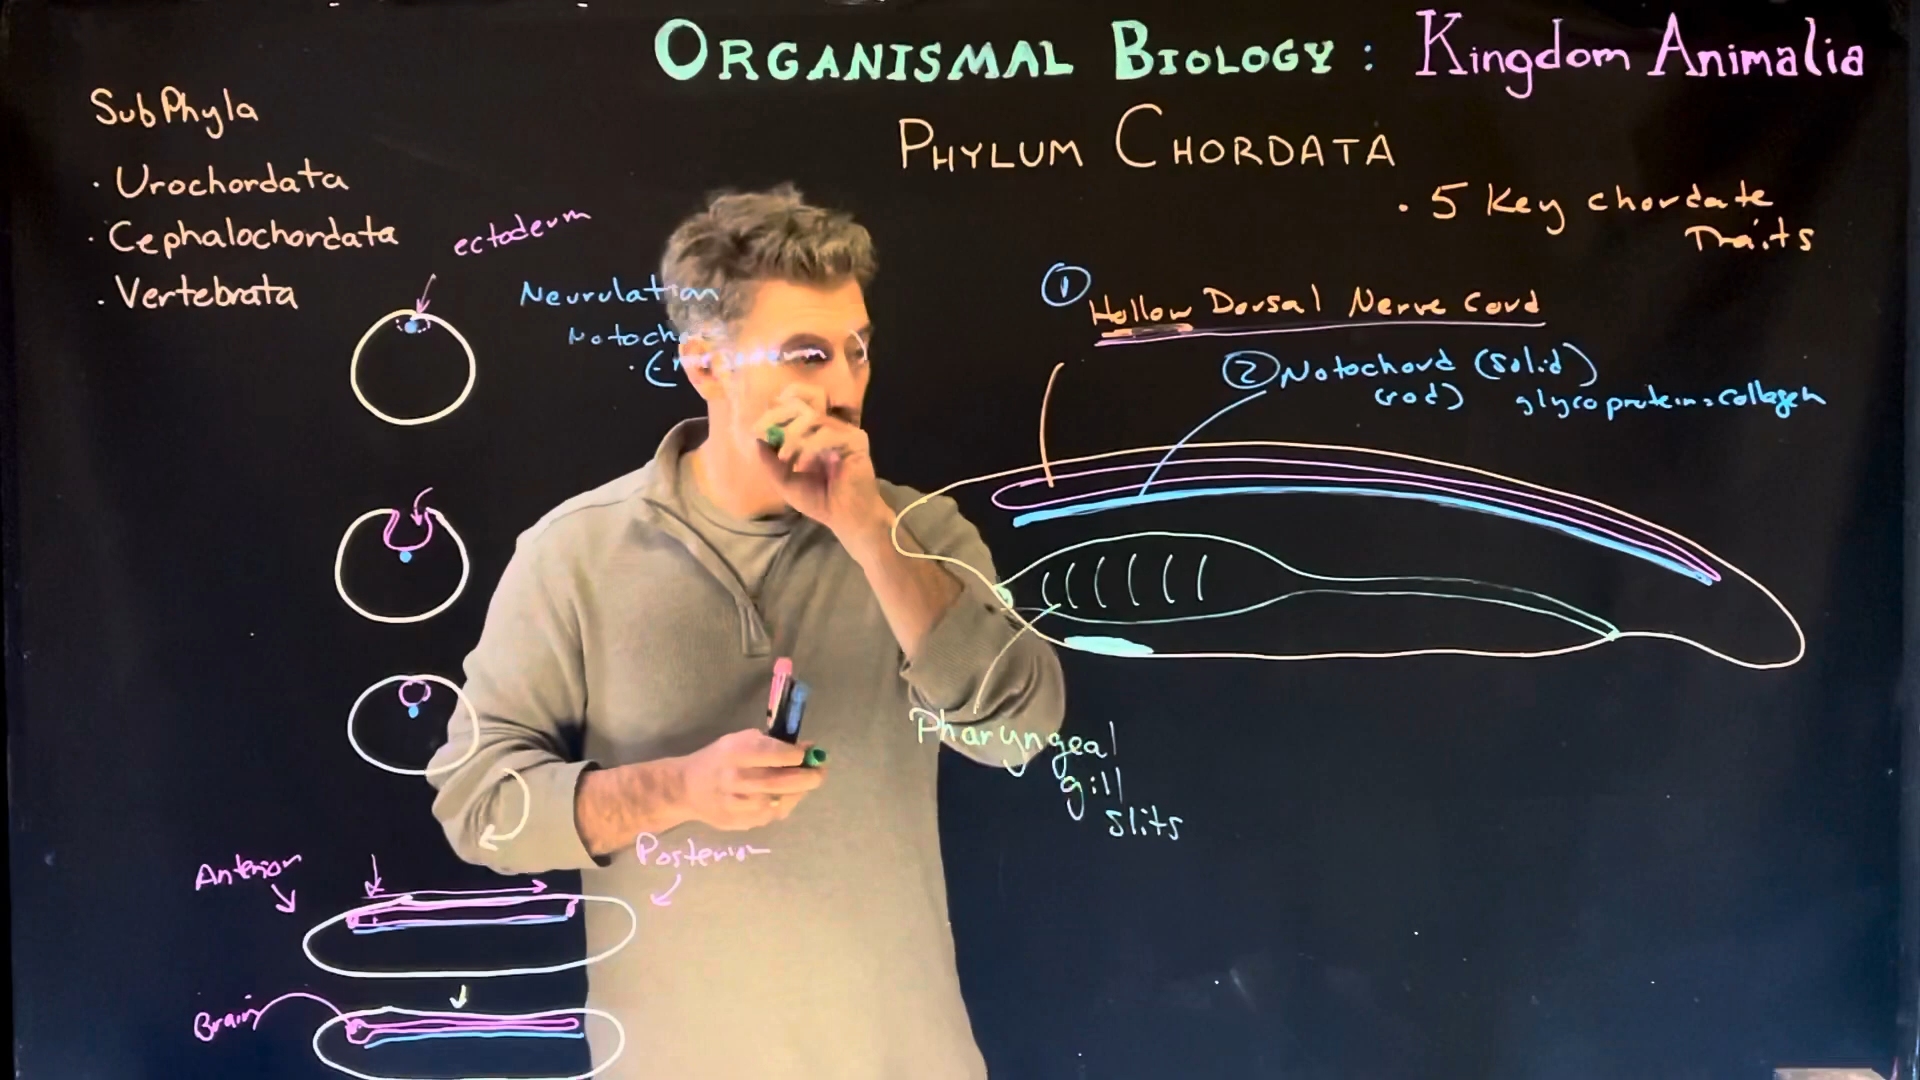 ORGANISMAL BIOLOGY: Kingdom Animalia
PHYLUM CHORDATA
SubPhyla
· Urochordata
· Cephalochordata
· Vertebrata
ectoderm
Neurulation
· 5 Key chordate
Traits
① Hollow Dorsal Nerve Cord
② Notochord (solid)
(rod) glycoprotein = collagen
Pharyngeal
gill
slits
Anterior
Posterior
Brain